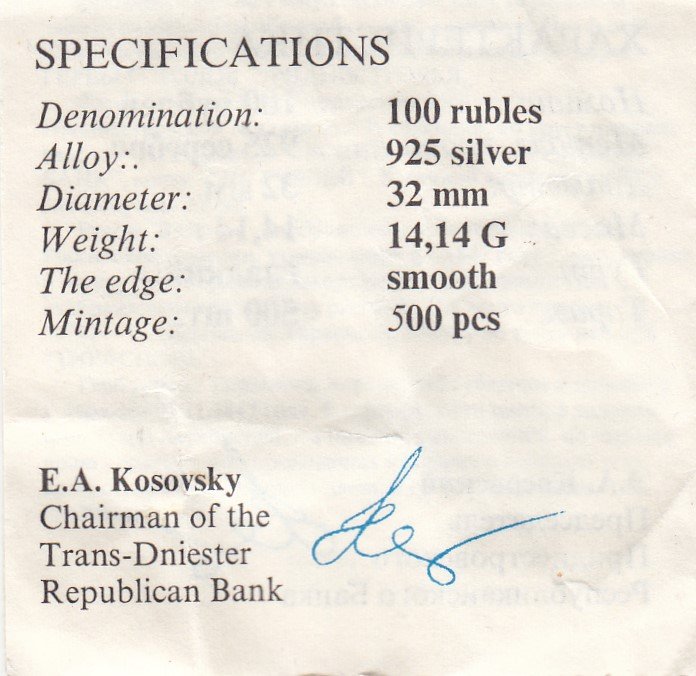 SPECIFICATIONS
Denomination: 100 rubles
Alloy:: 925 silver
Diameter: 32 mm
Weight: 14,14 G
The edge: smooth
Mintage: 500 pcs
E.A. Kosovsky
Chairman of the
Trans-Dniester
Republican Bank